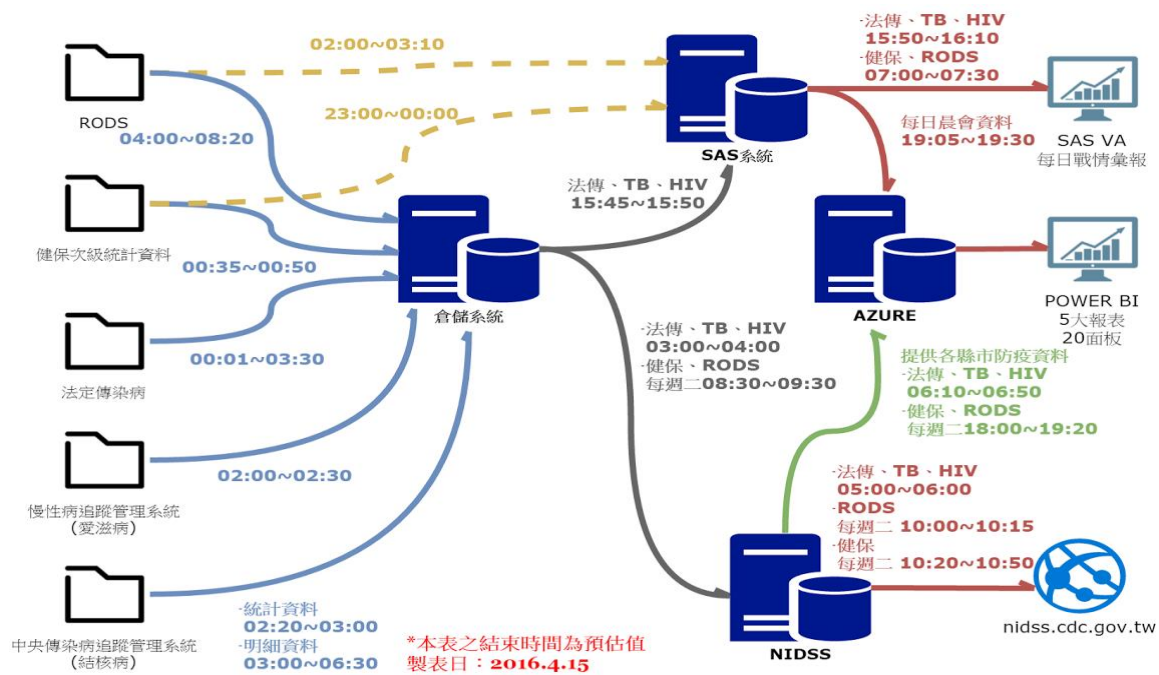 02:00~03:10
RODS
04:00~08:20
23:00~00:00
健保次級統計資料
00:35~00:50
法定傳染病
00:01~03:30
慢性病追蹤管理系統
(愛滋病)
02:00~02:30
中央傳染病追蹤管理系統
(結核病)
-統計資料
02:20~03:00
-明細資料
03:00~06:30
倉儲系統
法傳、TB、HIV
15:45~15:50
-法傳、TB、HIV
03:00~04:00
-健保、RODS
每週二08:30~09:30
SAS系統
-法傳、TB、HIV
15:50~16:10
-健保、RODS
07:00~07:30
每日晨會資料
19:05~19:30
SAS VA
每日戰情彙報
AZURE
POWER BI
5大報表
20面板
提供各縣市防疫資料
-法傳、TB、HIV
06:10~06:50
-健保、RODS
每週二18:00~19:20
-法傳、TB、HIV
05:00~06:00
-RODS
每週二 10:00~10:15
-健保
每週二 10:20~10:50
NIDSS
nidss.cdc.gov.tw
*本表之結束時間為預估值
製表日：2016.4.15